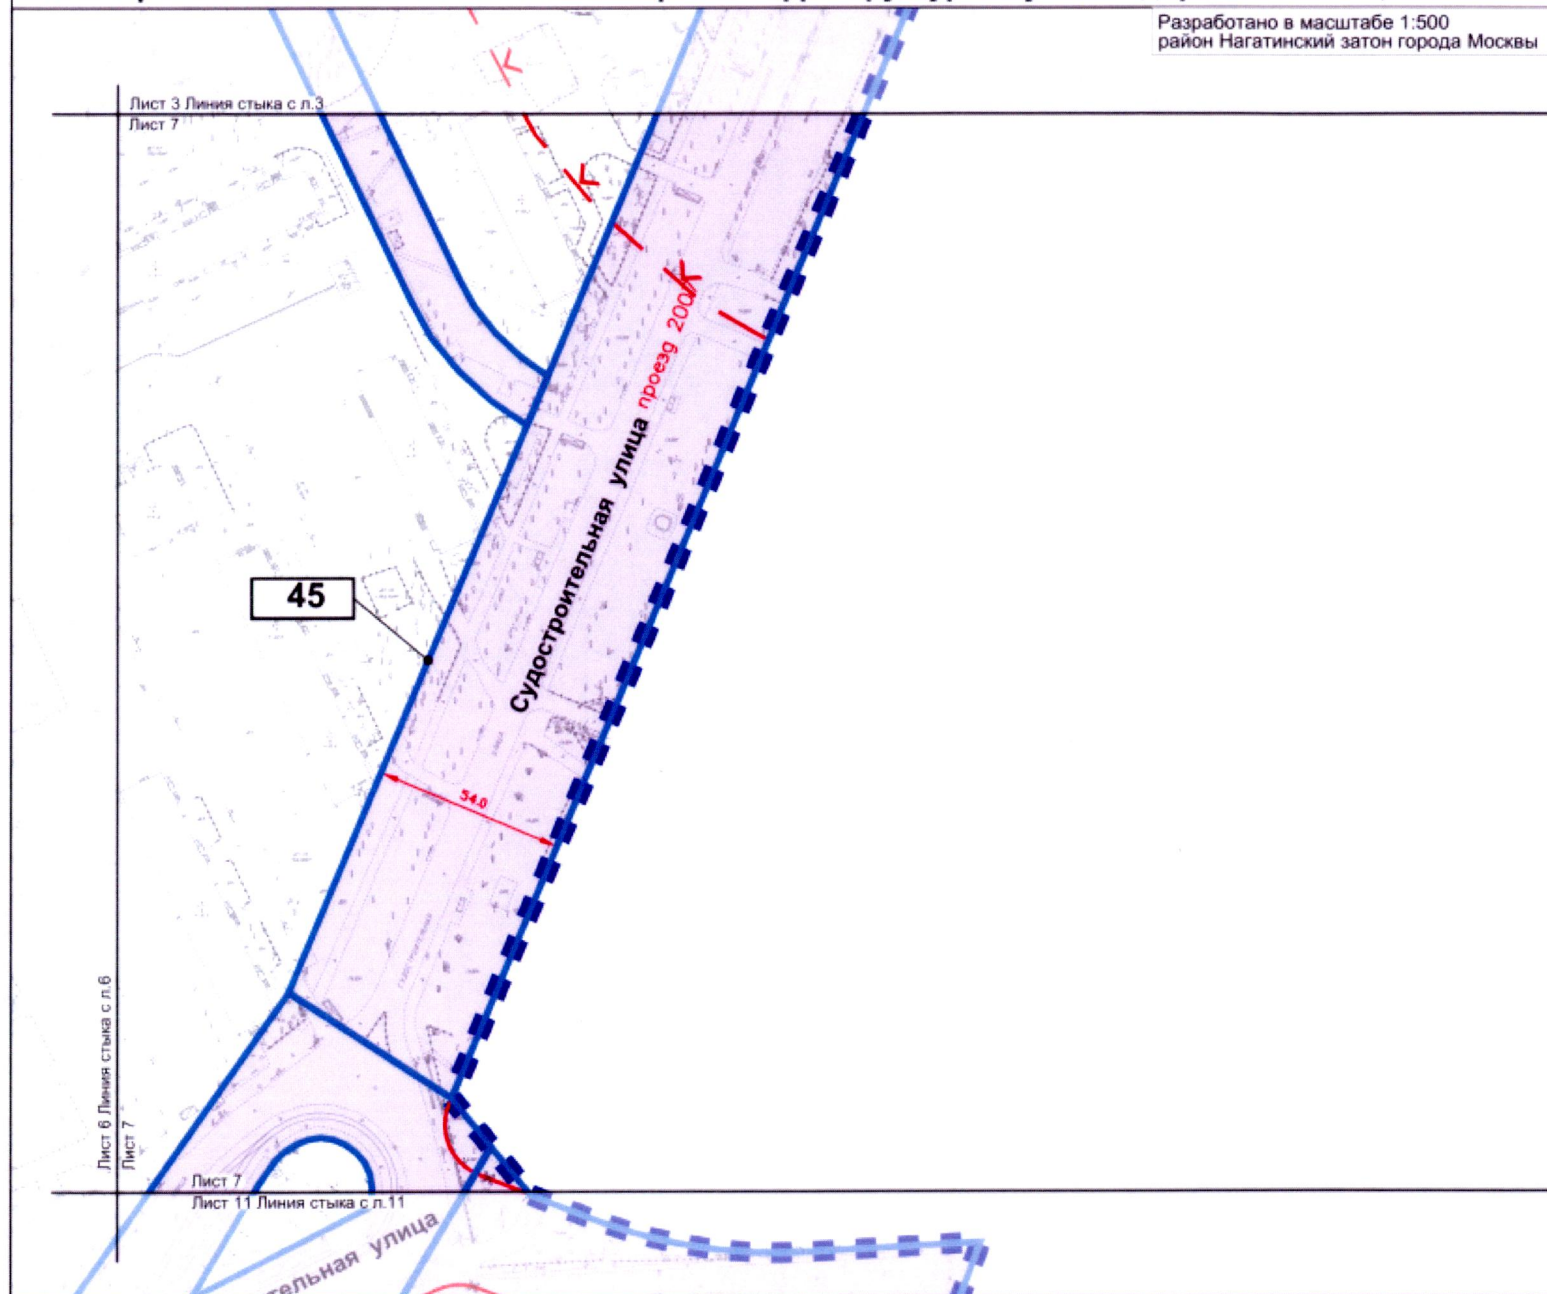 Разработано в масштабе 1:500
район Нагатинский затон города Москвы
Лист 3 Линия стыка с л.3
Лист 7
К
К
К
проезд 200
Судостроительная улица
45
54.0
Лист 6 Линия стыка с л.6
Лист 7
Лист 7
Лист 11 Линия стыка с л.11
тельная улица